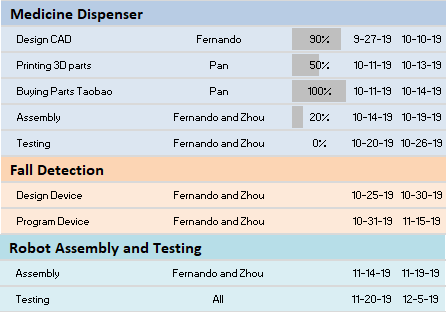 Medicine Dispenser
Design CAD Fernando 90% 9-27-19 10-10-19
Printing 3D parts Pan 50% 10-11-19 10-13-19
Buying Parts Taobao Pan 100% 10-11-19 10-14-19
Assembly Fernando and Zhou 20% 10-14-19 10-19-19
Testing Fernando and Zhou 0% 10-20-19 10-26-19
Fall Detection
Design Device Fernando and Zhou 10-25-19 10-30-19
Program Device Fernando and Zhou 10-31-19 11-15-19
Robot Assembly and Testing
Assembly Fernando and Zhou 11-14-19 11-19-19
Testing All 11-20-19 12-5-19